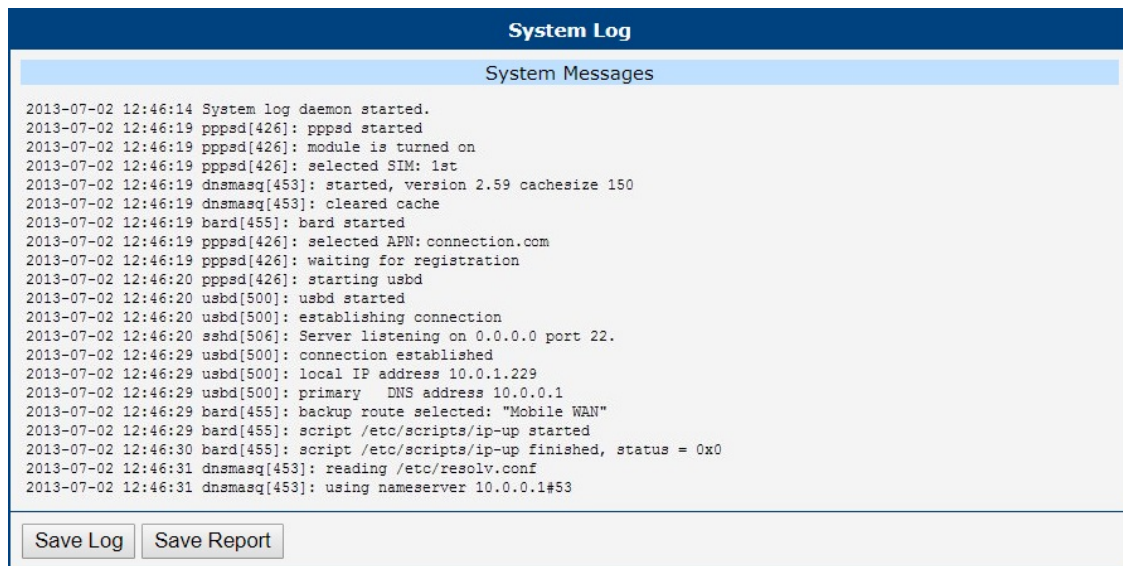 System Log
System Messages
2013-07-02 12:46:14 System log daemon started.
2013-07-02 12:46:19 pppsd[426]: pppsd started
2013-07-02 12:46:19 pppsd[426]: module is turned on
2013-07-02 12:46:19 pppsd[426]: selected SIM: 1st
2013-07-02 12:46:19 dnsmasq[453]: started, version 2.59 cachesize 150
2013-07-02 12:46:19 dnsmasq[453]: cleared cache
2013-07-02 12:46:19 bard[455]: bard started
2013-07-02 12:46:19 pppsd[426]: selected APN: connection.com
2013-07-02 12:46:19 pppsd[426]: waiting for registration
2013-07-02 12:46:20 pppsd[426]: starting usbd
2013-07-02 12:46:20 usbd[500]: usbd started
2013-07-02 12:46:20 usbd[500]: establishing connection
2013-07-02 12:46:20 sshd[506]: Server listening on 0.0.0.0 port 22.
2013-07-02 12:46:29 usbd[500]: connection established
2013-07-02 12:46:29 usbd[500]: local IP address 10.0.1.229
2013-07-02 12:46:29 usbd[500]: primary   DNS address 10.0.0.1
2013-07-02 12:46:29 bard[455]: backup route selected: "Mobile WAN"
2013-07-02 12:46:29 bard[455]: script /etc/scripts/ip-up started
2013-07-02 12:46:30 bard[455]: script /etc/scripts/ip-up finished, status = 0x0
2013-07-02 12:46:31 dnsmasq[453]: reading /etc/resolv.conf
2013-07-02 12:46:31 dnsmasq[453]: using nameserver 10.0.0.1#53
Save Log Save Report